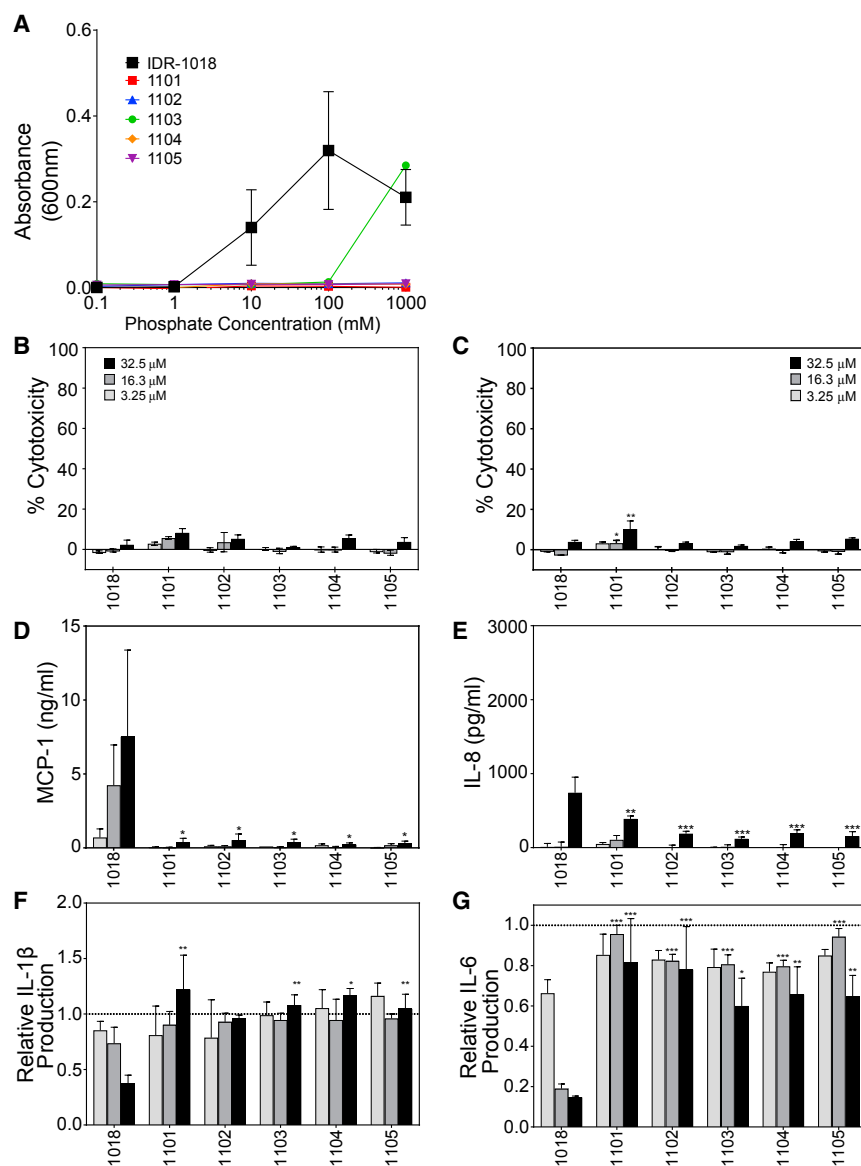 A
0.6
0.4
0.2
0.0
Absorbance
(600nm)
IDR-1018
1101
1102
1103
1104
1105
0.1 1 10 100 1000
Phosphate Concentration (mM)
B
100
80
60
40
20
0
% Cytotoxicity
32.5 μM
16.3 μM
3.25 μM
1018 1101 1102 1103 1104 1105
C
100
80
60
40
20
0
% Cytotoxicity
32.5 μM
16.3 μM
3.25 μM
* **
1018 1101 1102 1103 1104 1105
D
15
10
5
0
MCP-1 (ng/ml)
* * * * *
1018 1101 1102 1103 1104 1105
E
3000
2000
1000
0
IL-8 (pg/ml)
** *** *** *** ***
1018 1101 1102 1103 1104 1105
F
2.0
1.5
1.0
0.5
0.0
Relative IL-1β
Production
** ** * **
1018 1101 1102 1103 1104 1105
G
1.0
0.8
0.6
0.4
0.2
0.0
Relative IL-6
Production
*** *** *** *** *** * *** ** *** **
1018 1101 1102 1103 1104 1105